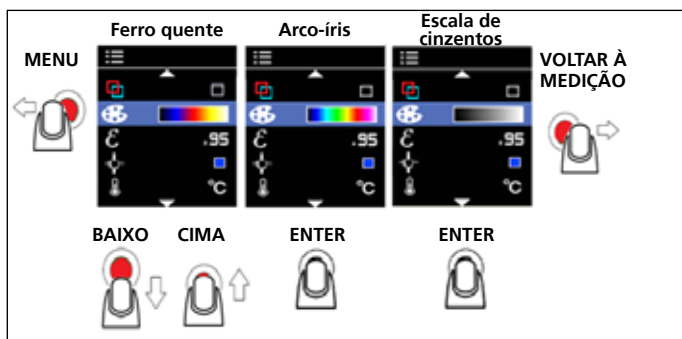 Ferro quente
Arco-íris
Escala de
cinzentos
MENU
VOLTAR À
MEDIÇÃO
ε .95
°C
ε .95
°C
ε .95
°C
BAIXO CIMA ENTER ENTER